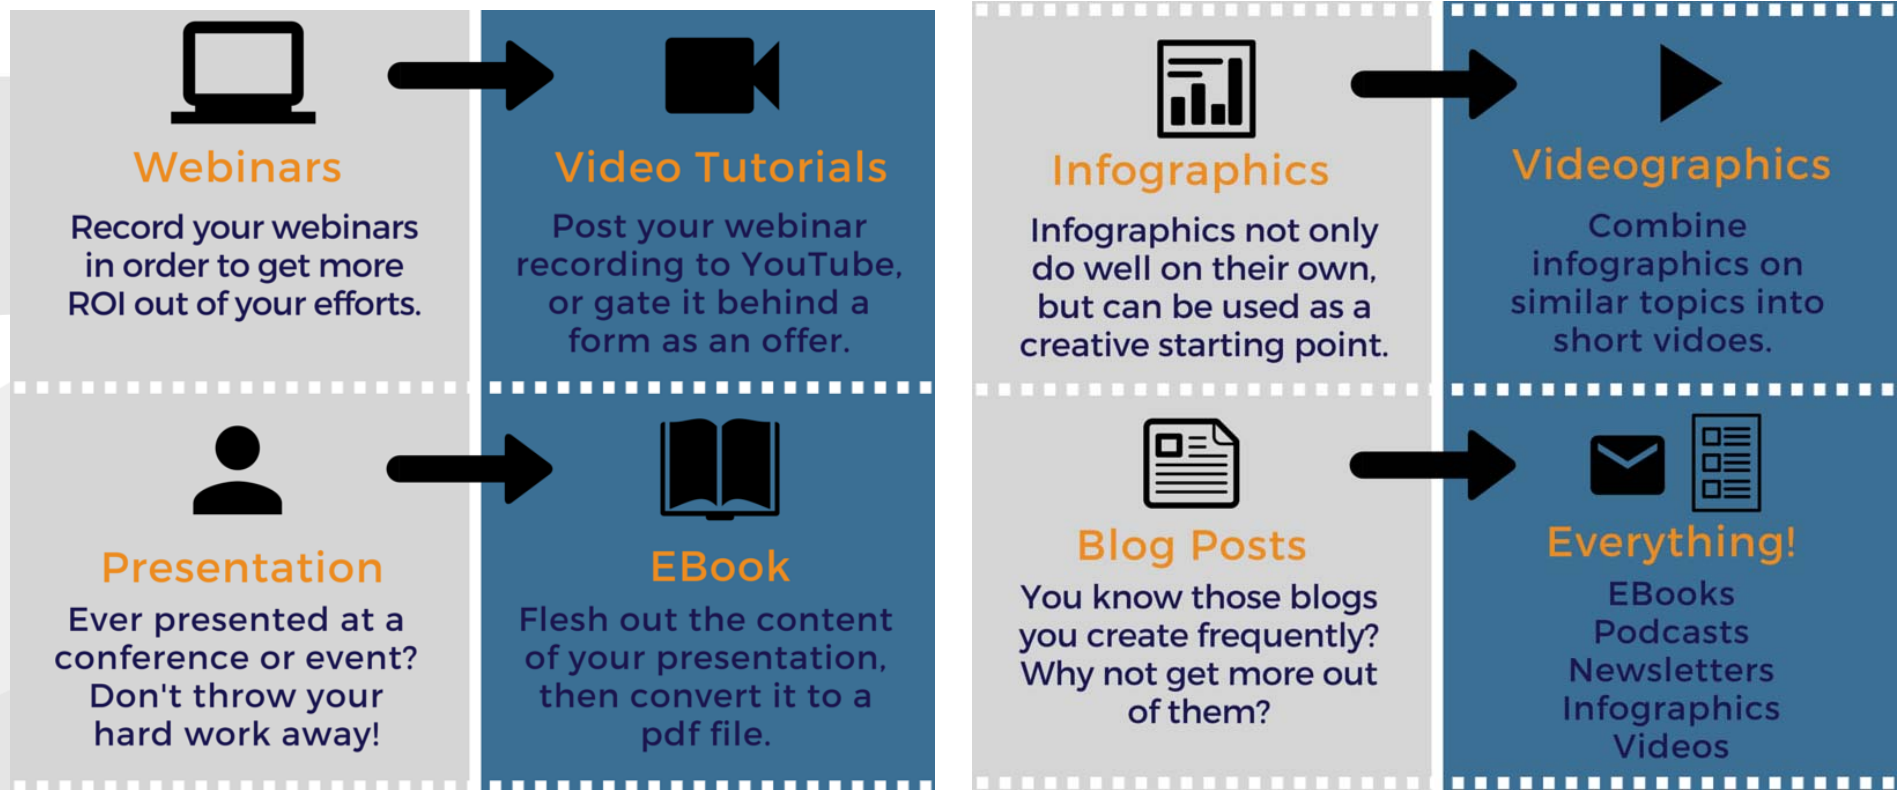 Webinars
Record your webinars
in order to get more
ROI out of your efforts.
Video Tutorials
Post your webinar
recording to YouTube,
or gate it behind a
form as an offer.
Presentation
Ever presented at a
conference or event?
Don't throw your
hard work away!
EBook
Flesh out the content
of your presentation,
then convert it to a
pdf file.
Infographics
Infographics not only
do well on their own,
but can be used as a
creative starting point.
Videographics
Combine
infographics on
similar topics into
short vidoes.
Blog Posts
You know those blogs
you create frequently?
Why not get more out
of them?
Everything!
EBooks
Podcasts
Newsletters
Infographics
Videos